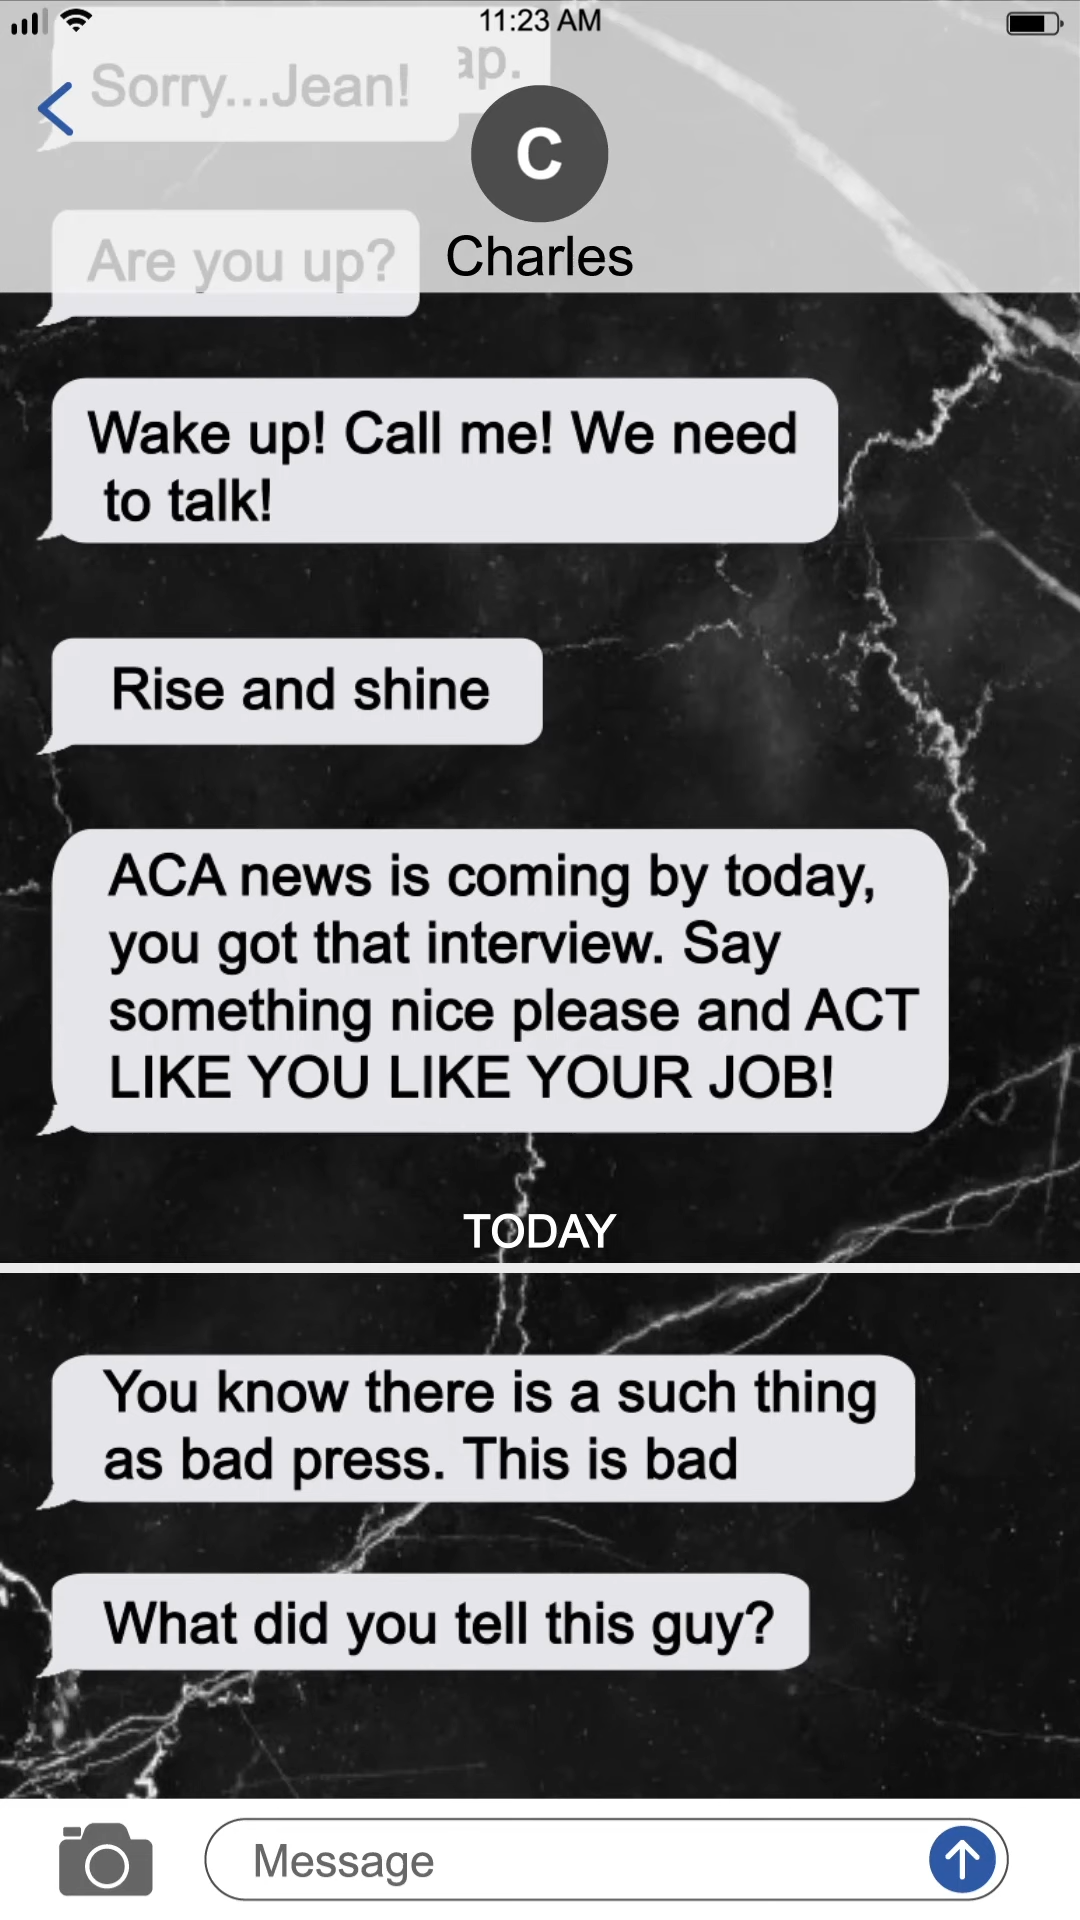 11:23 AM
ap.
Sorry...Jean!
C
Charles
Are you up?
Wake up! Call me! We need
to talk!
Rise and shine
ACA news is coming by today,
you got that interview. Say
something nice please and ACT
LIKE YOU LIKE YOUR JOB!
TODAY
You know there is a such thing
as bad press. This is bad
What did you tell this guy?
Message